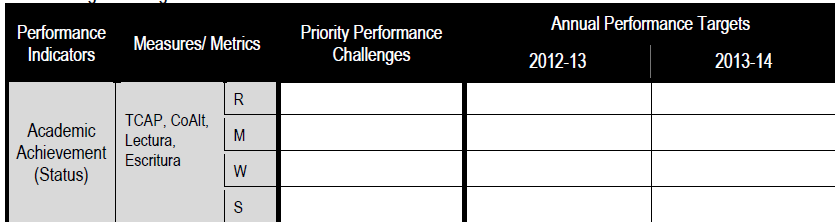 Performance
Indicators
Measures/ Metrics
Priority Performance
Challenges
Annual Performance Targets
2012-13
2013-14
Academic
Achievement
(Status)
TCAP, CoAlt,
Lectura,
Escritura
R
M
W
S